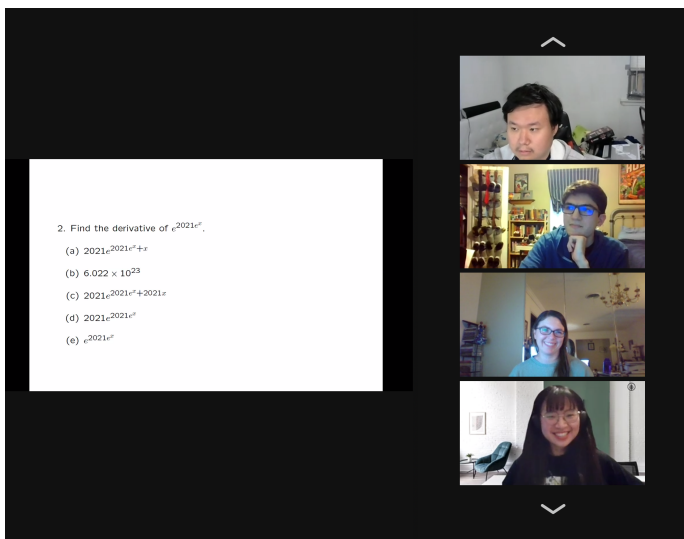 2. Find the derivative of e^{2021e^x}.
(a) 2021e^{2021e^x+x}
(b) 6.022 × 10^{23}
(c) 2021e^{2021e^x+2021x}
(d) 2021e^{2021e^x}
(e) e^{2021e^x}